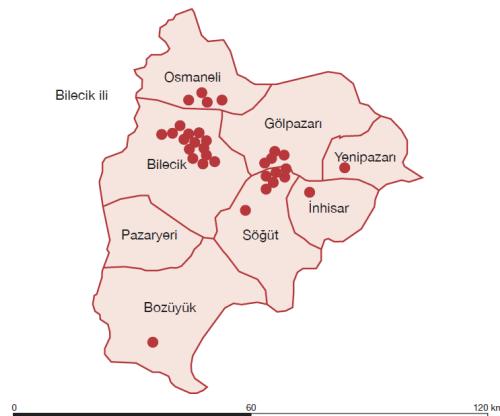 Osmaneli
Bilecik ili
Gölpazarı
Yenipazarı
Bilecik
İnhisar
Pazaryeri
Söğüt
Bozüyük
0 60 120 km